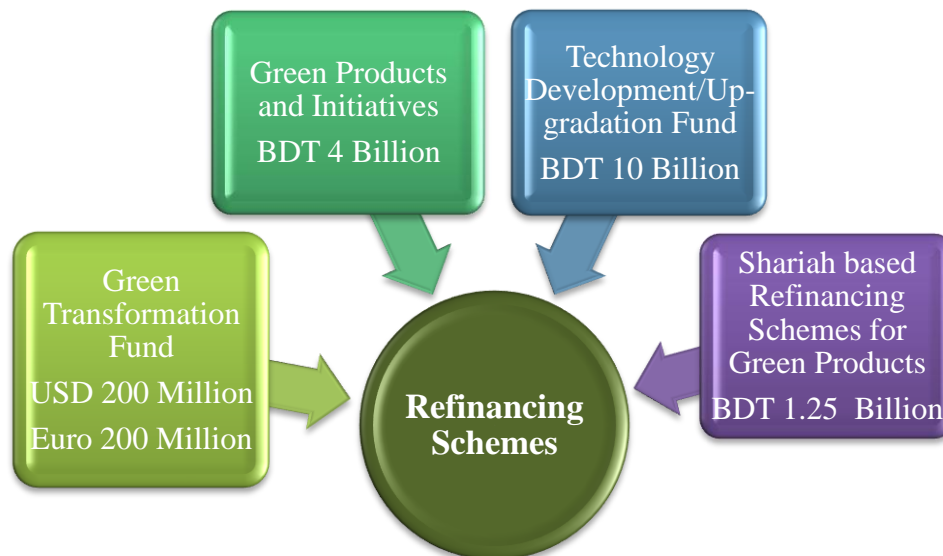 Green Products
and Initiatives
BDT 4 Billion
Technology
Development/Up-
gradation Fund
BDT 10 Billion
Green
Transformation
Fund
USD 200 Million
Euro 200 Million
Shariah based
Refinancing
Schemes for
Green Products
BDT 1.25 Billion
Refinancing
Schemes